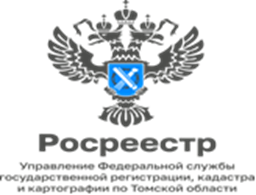 Росреестр
Управление Федеральной службы
государственной регистрации, кадастра
и картографии по Томской области